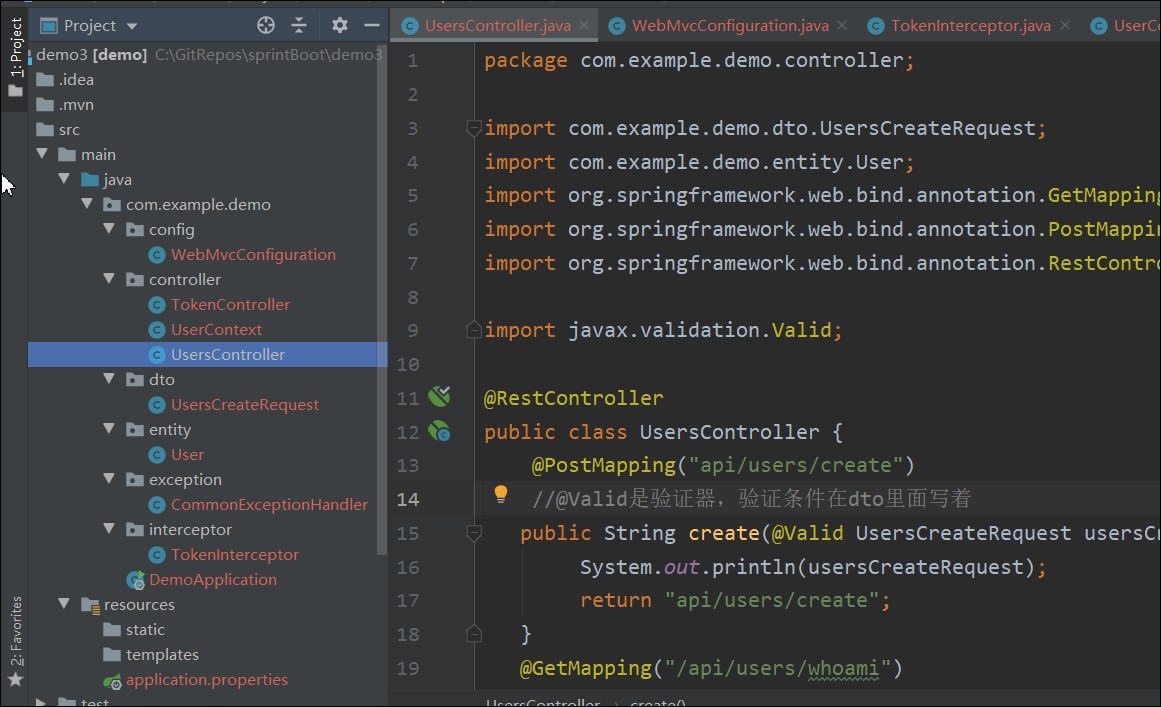 1: Project
Project
demo3 [demo] C:\GitRepos\sprintBoot\demo3
.idea
.mvn
src
main
java
com.example.demo
config
WebMvcConfiguration
controller
TokenController
UserContext
UsersController
dto
UsersCreateRequest
entity
User
exception
CommonExceptionHandler
interceptor
TokenInterceptor
DemoApplication
resources
static
templates
application.properties
test
2: Favorites
UsersController.java WebMvcConfiguration.java TokenInterceptor.java UserCo
1 package com.example.demo.controller;
2
3 import com.example.demo.dto.UsersCreateRequest;
4 import com.example.demo.entity.User;
5 import org.springframework.web.bind.annotation.GetMapping
6 import org.springframework.web.bind.annotation.PostMappin
7 import org.springframework.web.bind.annotation.RestContro
8
9 import javax.validation.Valid;
10
11 @RestController
12 public class UsersController {
13 @PostMapping("api/users/create")
14 //@Valid是验证器，验证条件在dto里面写着
15 public String create(@Valid UsersCreateRequest usersCr
16 System.out.println(usersCreateRequest);
17 return "api/users/create";
18 }
19 @GetMapping("/api/users/whoami")
UsersController › create()